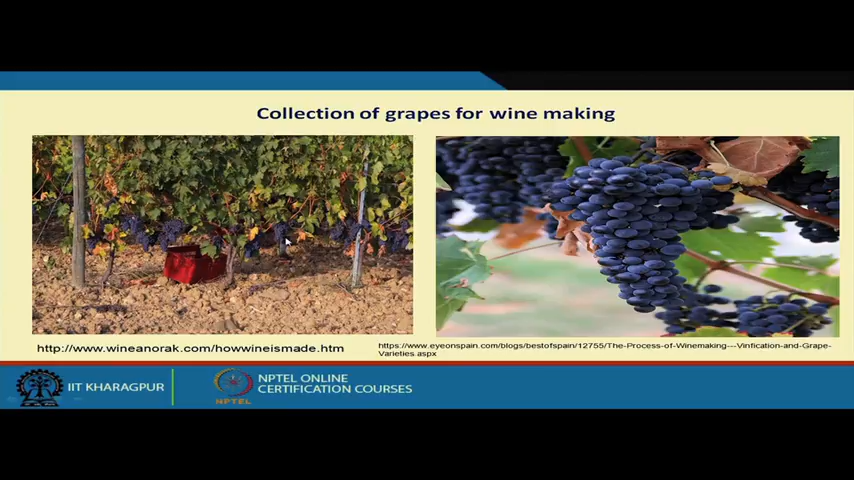 Collection of grapes for wine making
http://www.wineanorak.com/howwineismade.htm
https://www.eyeonspain.com/blogs/bestofspain/12755/The-Process-of-Winemaking---Vinfication-and-Grape-
Varieties.aspx
IIT KHARAGPUR
NPTEL
NPTEL ONLINE
CERTIFICATION COURSES